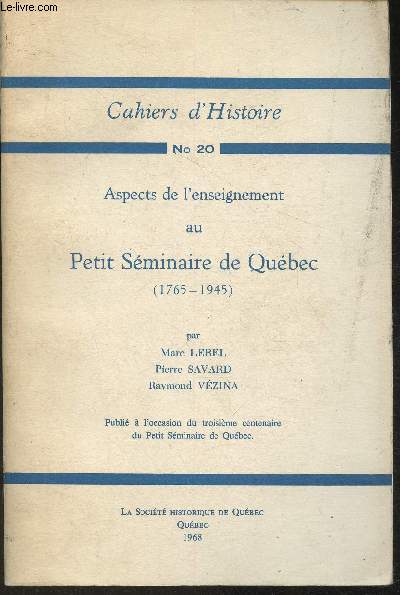 Le-livre.com
Cahiers d'Histoire
No 20
Aspects de l'enseignement
au
Petit Séminaire de Québec
(1765-1945)
par
Marc LEBEL
Pierre SAVARD
Raymond VÉZINA
Publié à l'occasion du troisième centenaire
du Petit Séminaire de Québec.
La Société historique de Québec
Québec
1968